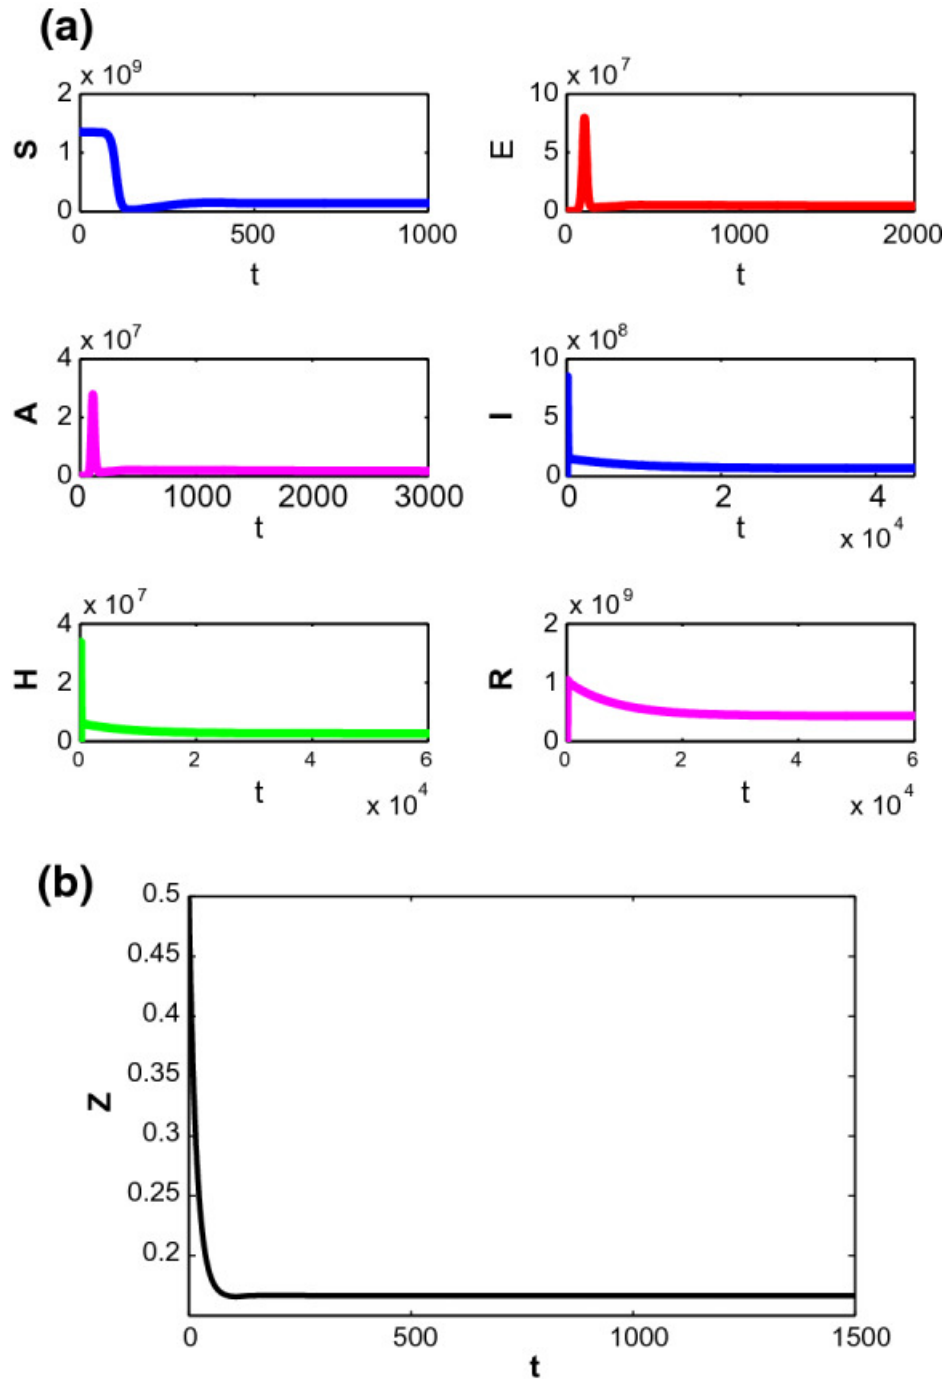 (a)
x 10^9
2
1
0
S
0 500 1000
t
10 x 10^7
5
0
E
0 1000 2000
t
4 x 10^7
2
0
A
0 1000 2000 3000
t
10 x 10^8
5
0
I
0 2 4
t
x 10^4
4 x 10^7
2
0
H
0 2 4 6
t
x 10^4
2 x 10^9
1
0
R
0 2 4 6
t
x 10^4
(b)
0.5
0.45
0.4
0.35
0.3
0.25
0.2
Z
0 500 1000 1500
t